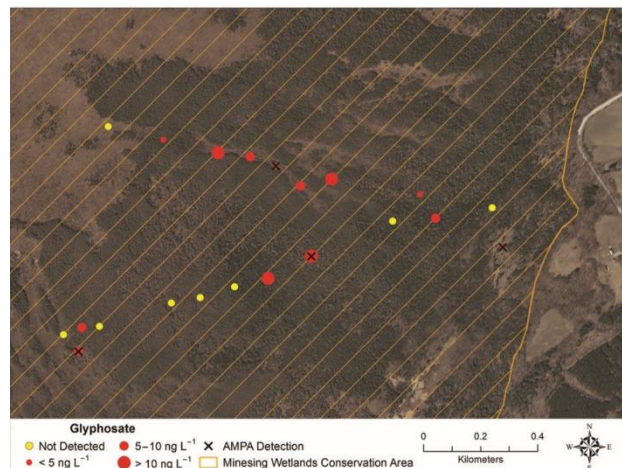 Glyphosate
Not Detected
5–10 ng L⁻¹
AMPA Detection
< 5 ng L⁻¹
> 10 ng L⁻¹
Minesing Wetlands Conservation Area
0 0.2 0.4
Kilometers
N
W E
S